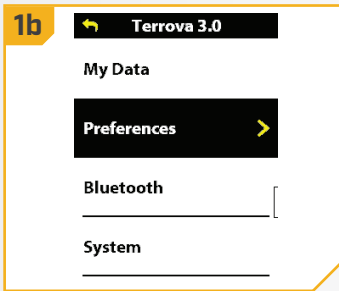 1b
Terrova 3.0
My Data
Preferences
Bluetooth
System